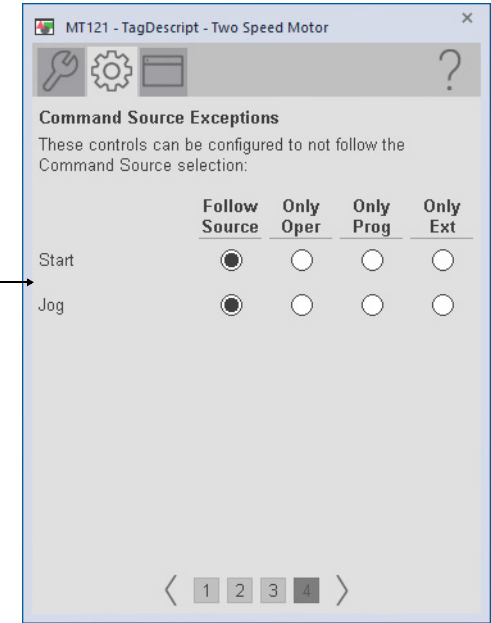 MT121 - TagDescript - Two Speed Motor
Command Source Exceptions
These controls can be configured to not follow the
Command Source selection:
Follow Source Only Oper Only Prog Only Ext
Start
Jog
1 2 3 4